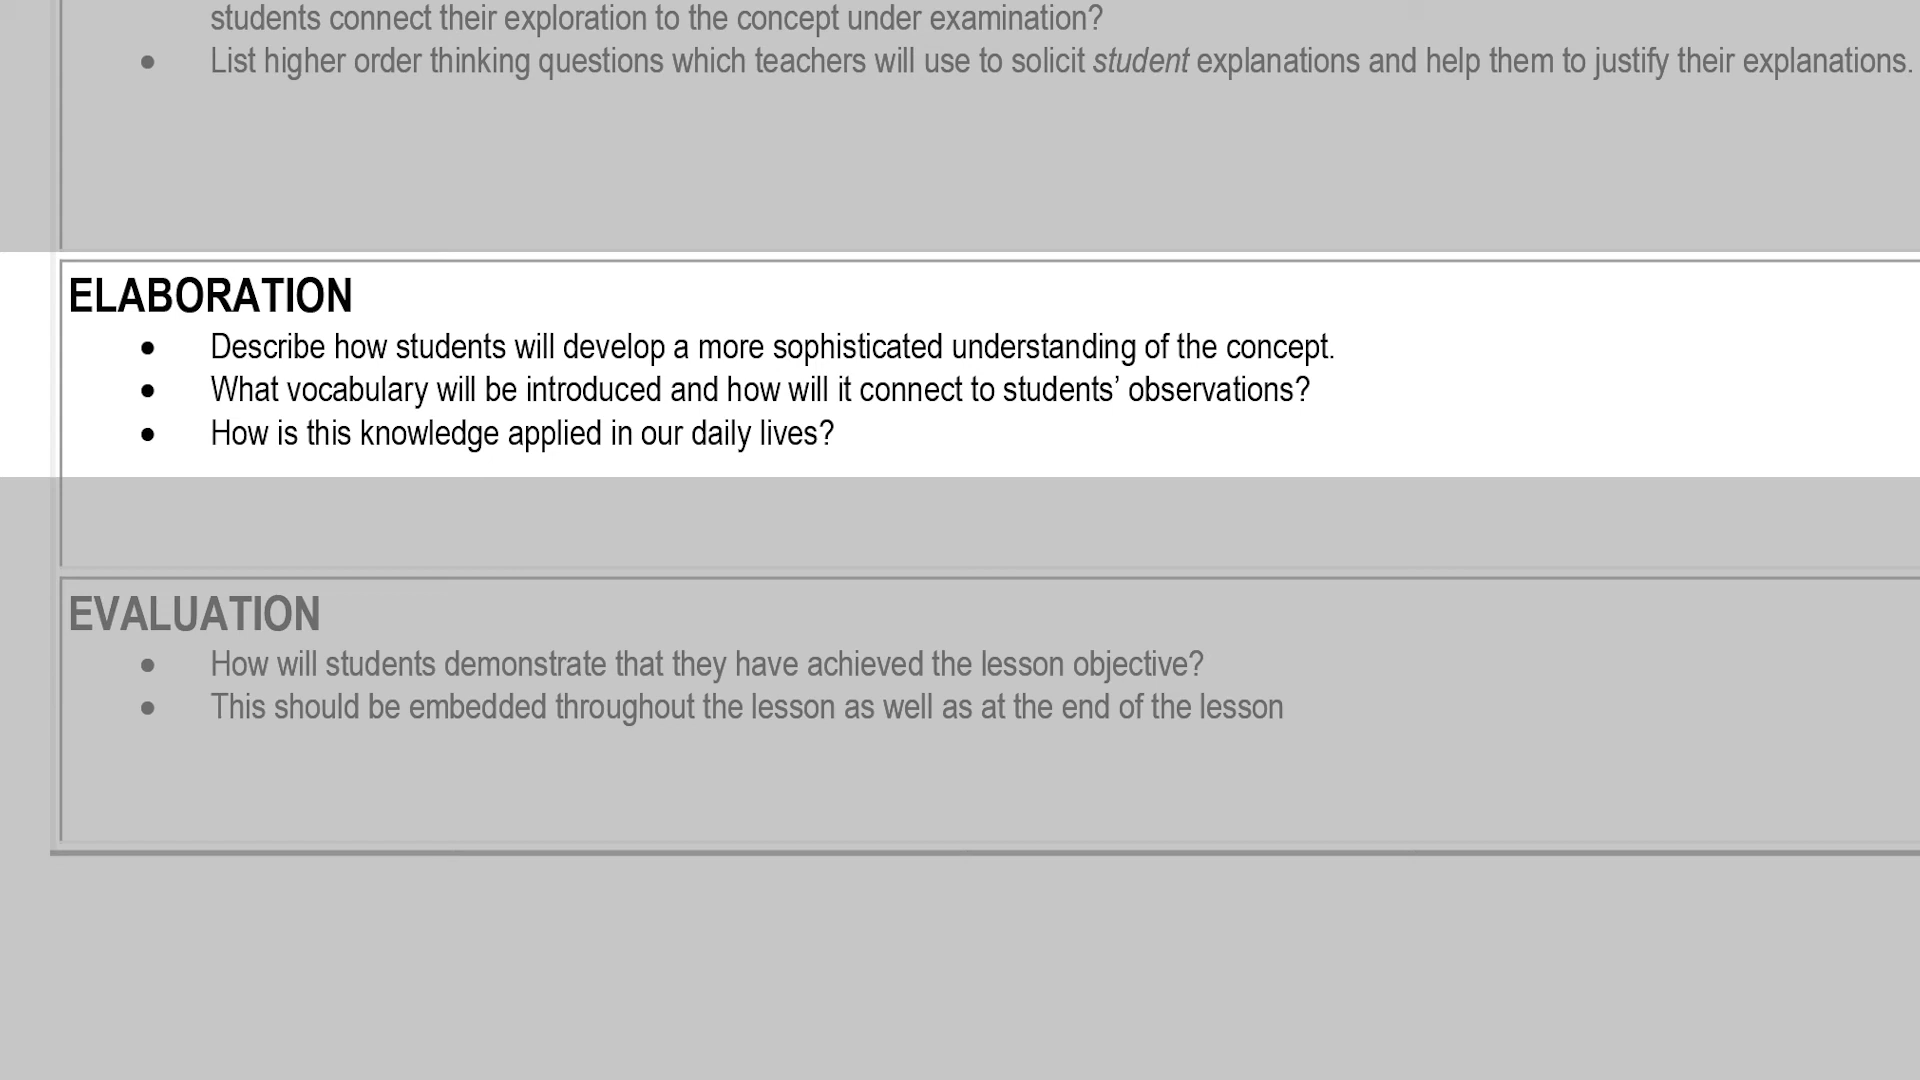 students connect their exploration to the concept under examination?
• List higher order thinking questions which teachers will use to solicit student explanations and help them to justify their explanations.
ELABORATION
• Describe how students will develop a more sophisticated understanding of the concept.
• What vocabulary will be introduced and how will it connect to students’ observations?
• How is this knowledge applied in our daily lives?
EVALUATION
• How will students demonstrate that they have achieved the lesson objective?
• This should be embedded throughout the lesson as well as at the end of the lesson